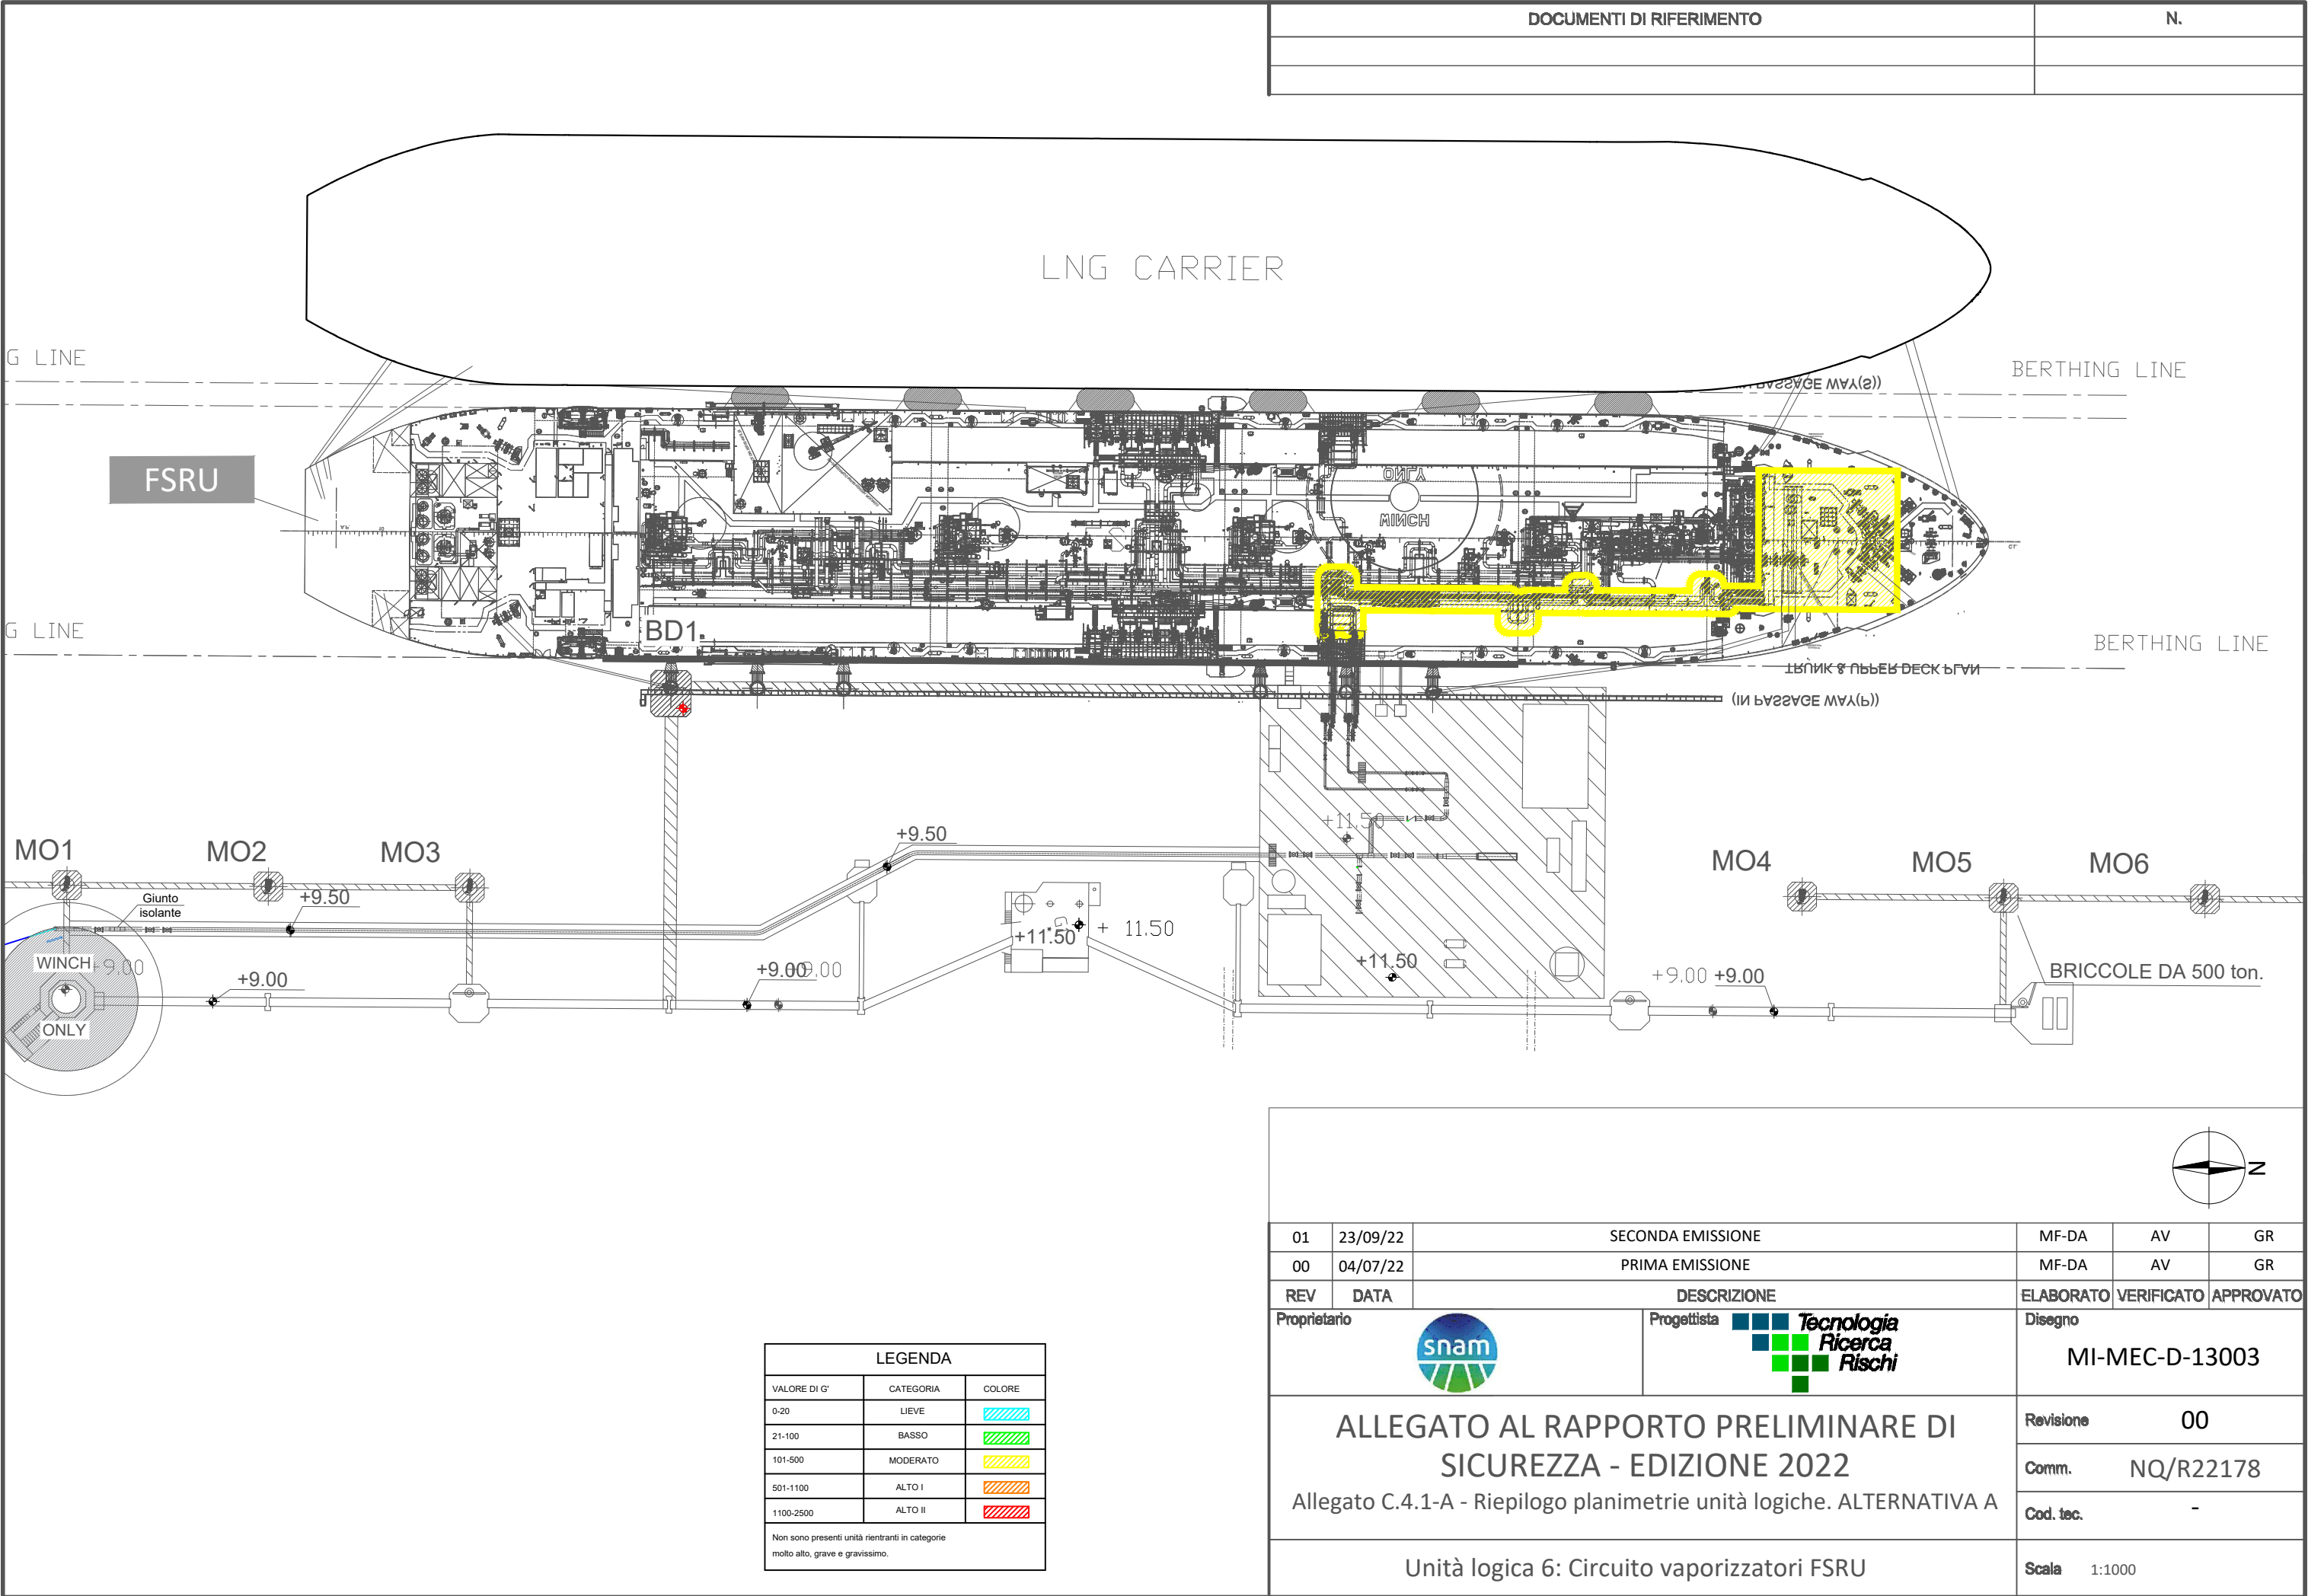 DOCUMENTI DI RIFERIMENTO
N.
LNG CARRIER
G LINE
BERTHING LINE
PASSAGE WAY(S))
FSRU
ONLY
WINCH
BD1
G LINE
BERTHING LINE
TRUNK & UPPER DECK PLAN
(IN PASSAGE WAY(P))
+11.50
MO1
MO2
MO3
+9.50
MO4
MO5
MO6
Giunto
isolante
+9.50
+11.50
+ 11.50
WINCH
+9.00
+9.00
+9.00
9.00
+11.50
+9.00
+9.00
BRICCOLE DA 500 ton.
ONLY
N
01 23/09/22 SECONDA EMISSIONE MF-DA AV GR
00 04/07/22 PRIMA EMISSIONE MF-DA AV GR
REV DATA DESCRIZIONE ELABORATO VERIFICATO APPROVATO
Proprietario
snam
Progettista
Tecnologia
Ricerca
Rischi
Disegno
MI-MEC-D-13003
ALLEGATO AL RAPPORTO PRELIMINARE DI
SICUREZZA - EDIZIONE 2022
Allegato C.4.1-A - Riepilogo planimetrie unità logiche. ALTERNATIVA A
Revisione 00
Comm. NQ/R22178
Cod. tec. -
Unità logica 6: Circuito vaporizzatori FSRU
Scala 1:1000
LEGENDA
VALORE DI G' CATEGORIA COLORE
0-20 LIEVE
21-100 BASSO
101-500 MODERATO
501-1100 ALTO I
1100-2500 ALTO II
Non sono presenti unità rientranti in categorie
molto alto, grave e gravissimo.